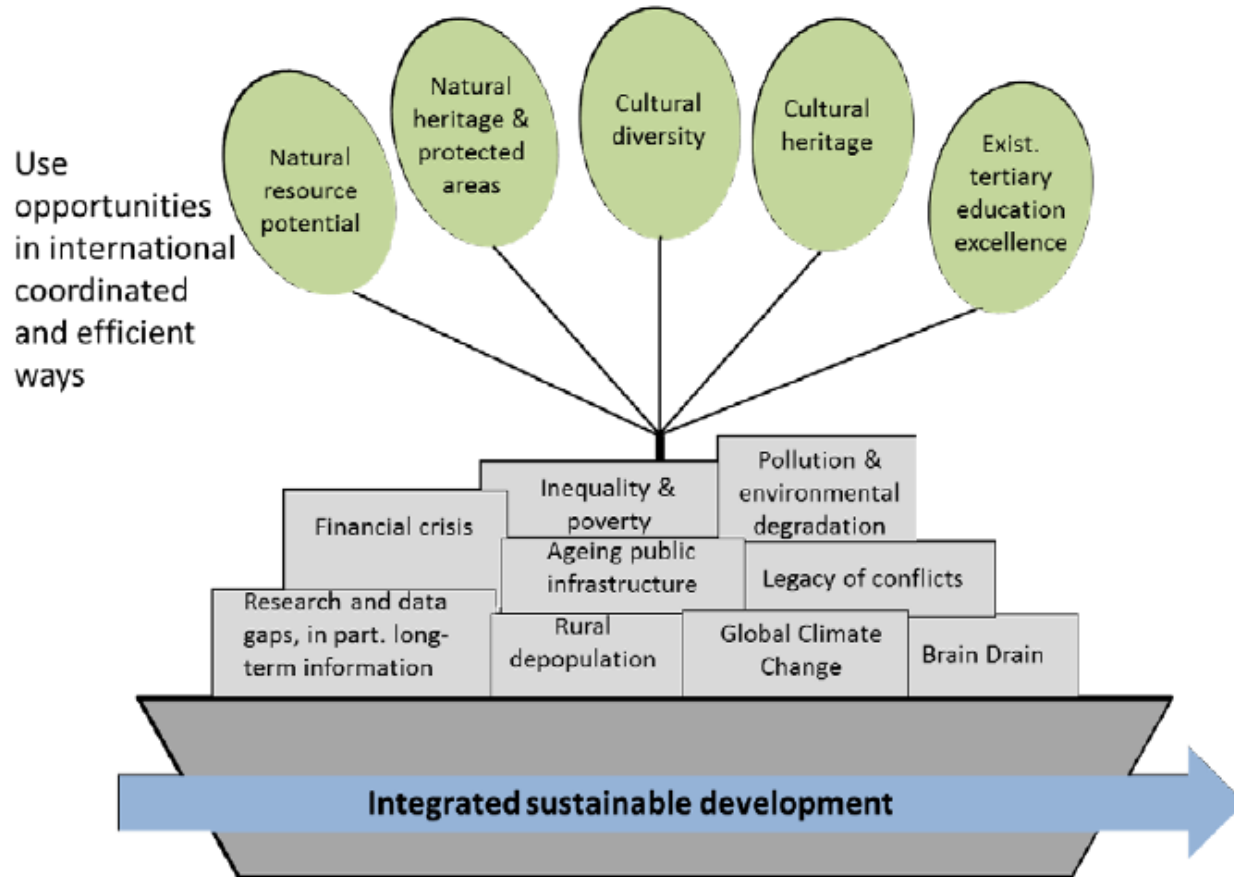 Use
opportunities
in international
coordinated
and efficient
ways
Natural
resource
potential
Natural
heritage &
protected
areas
Cultural
diversity
Cultural
heritage
Exist.
tertiary
education
excellence
Financial crisis
Inequality &
poverty
Pollution &
environmental
degradation
Ageing public
infrastructure
Legacy of conflicts
Research and data
gaps, in part. long-
term information
Rural
depopulation
Global Climate
Change
Brain Drain
Integrated sustainable development